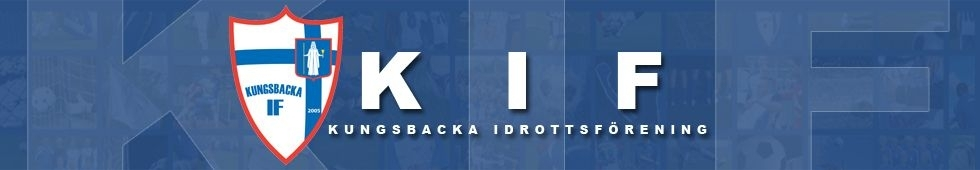 KUNGSBACKA
IF
2005
K I F
KUNGSBACKA IDROTTSFÖRENING